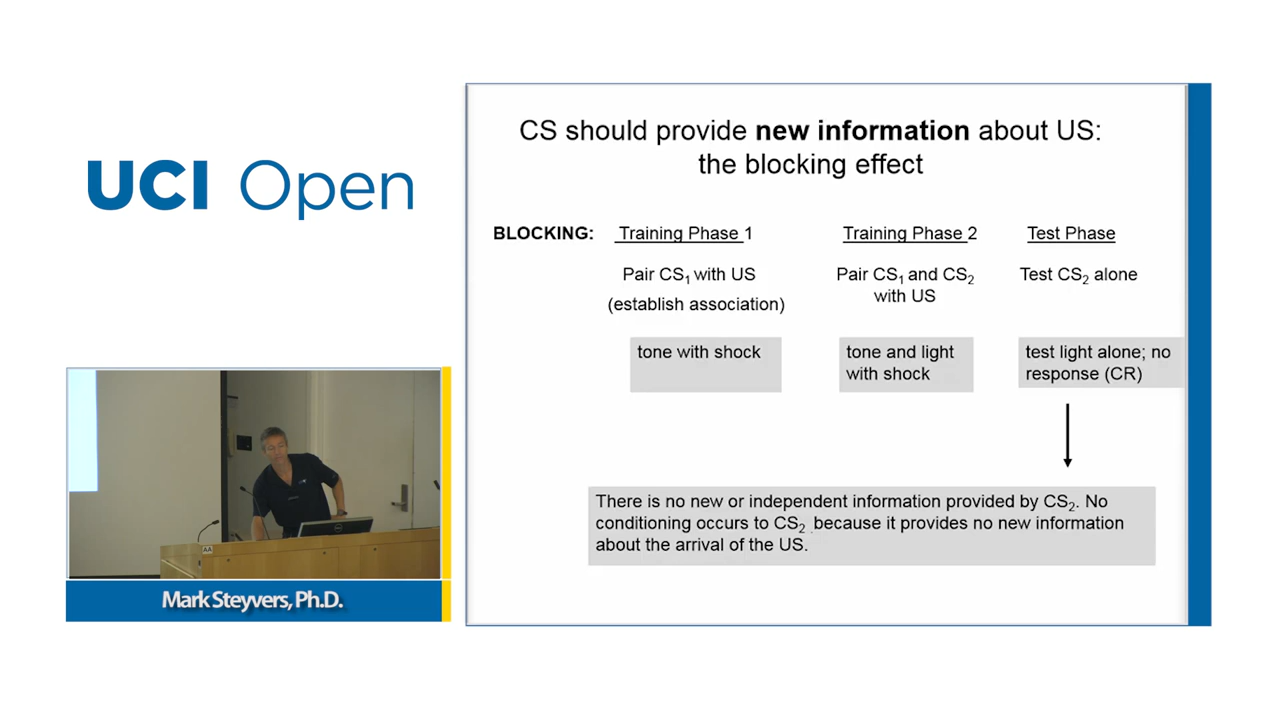 UCI Open
CS should provide new information about US:
the blocking effect
BLOCKING: Training Phase 1 Training Phase 2 Test Phase
Pair CS₁ with US
(establish association)
Pair CS₁ and CS₂
with US
Test CS₂ alone
tone with shock
tone and light
with shock
test light alone; no
response (CR)
There is no new or independent information provided by CS₂. No
conditioning occurs to CS₂ because it provides no new information
about the arrival of the US.
AA
Mark Steyvers, Ph.D.